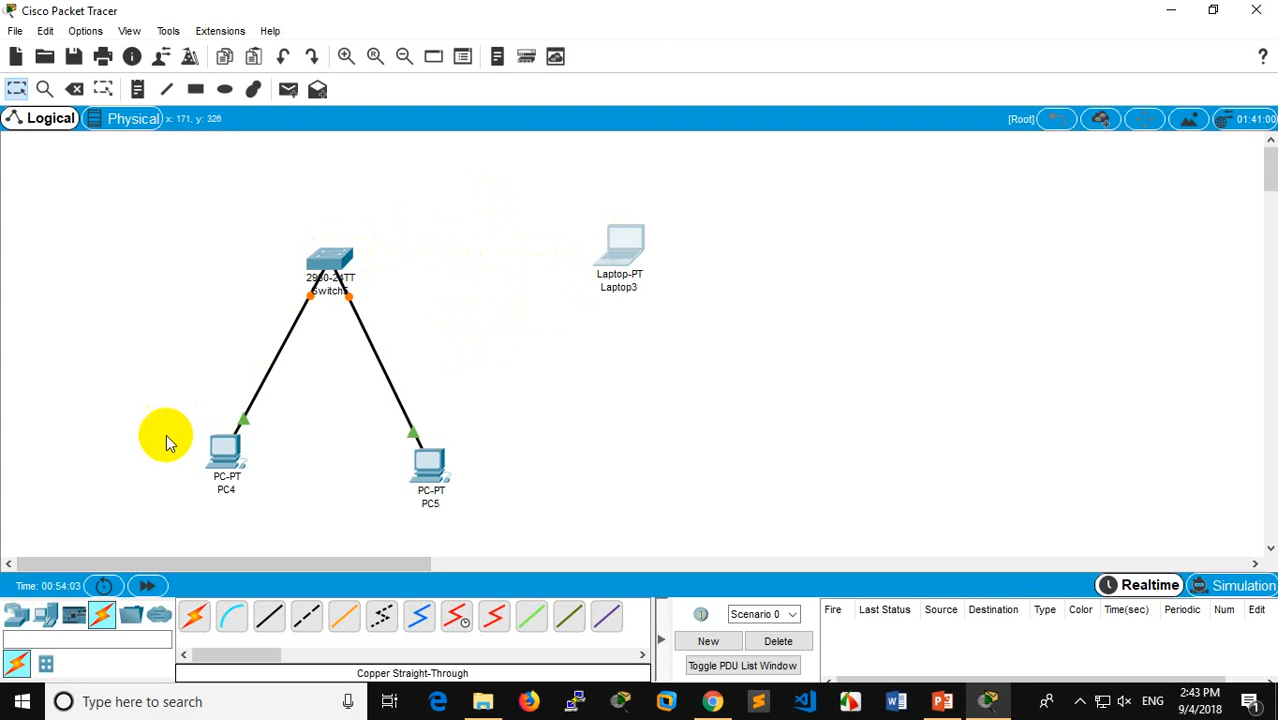 Cisco Packet Tracer
File Edit Options View Tools Extensions Help
Logical Physical x: 171, y: 326 [Root] 01:41:00
2960-24TT
Switch5
Laptop-PT
Laptop3
PC-PT
PC4
PC-PT
PC5
Time: 00:54:03 Realtime Simulation
Scenario 0
New Delete
Toggle PDU List Window
Fire Last Status Source Destination Type Color Time(sec) Periodic Num Edit
Copper Straight-Through
Type here to search
ENG
2:43 PM
9/4/2018
1